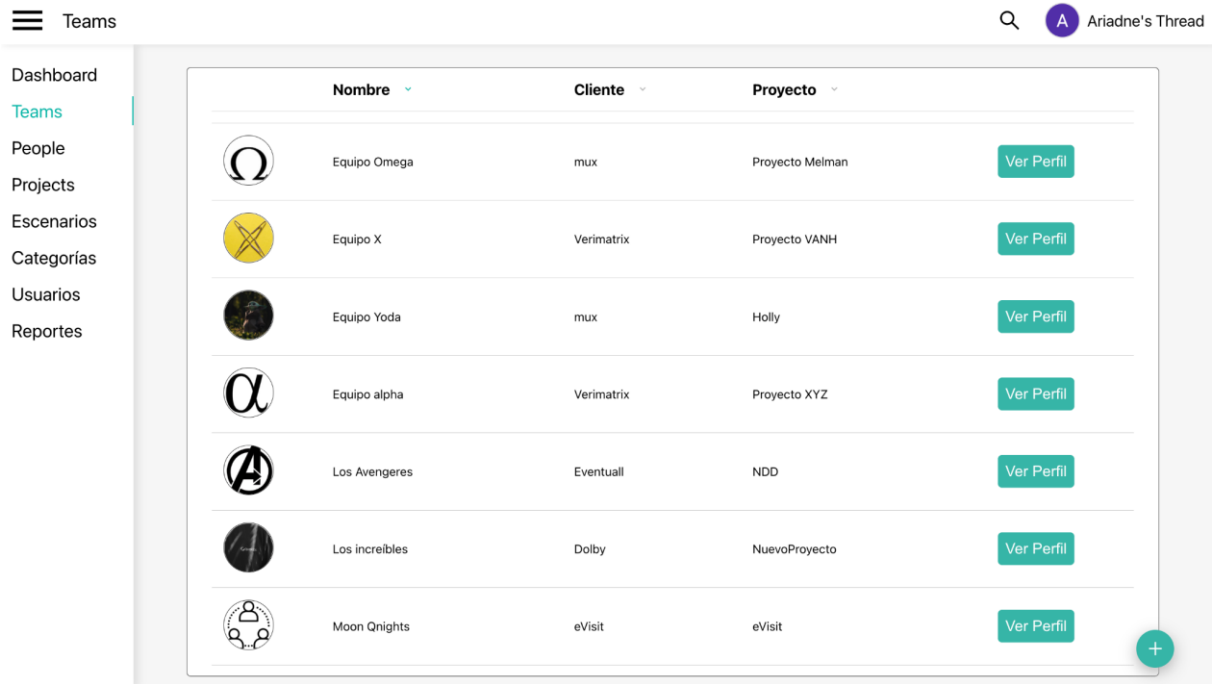 Teams
A Ariadne's Thread
Dashboard
Teams
People
Projects
Escenarios
Categorías
Usuarios
Reportes
Nombre Cliente Proyecto
Ω Equipo Omega mux Proyecto Melman Ver Perfil
Equipo X Verimatrix Proyecto VANH Ver Perfil
Equipo Yoda mux Holly Ver Perfil
α Equipo alpha Verimatrix Proyecto XYZ Ver Perfil
Los Avengeres Eventuall NDD Ver Perfil
Los increíbles Dolby NuevoProyecto Ver Perfil
Moon Qnights eVisit eVisit Ver Perfil
+